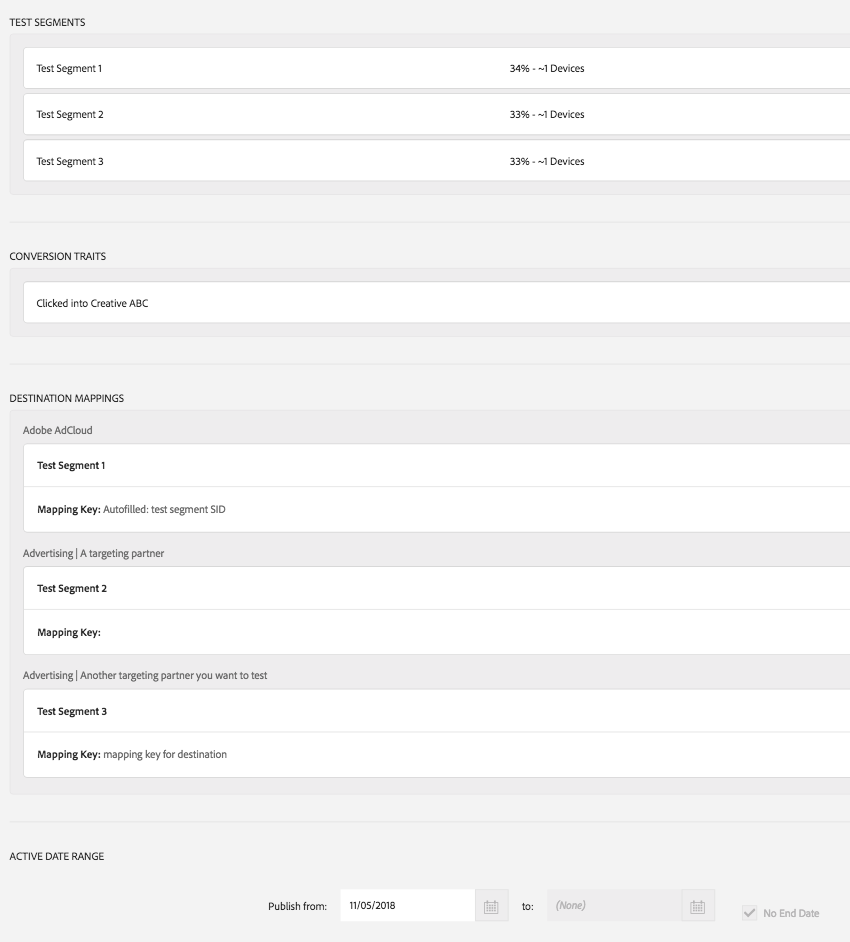 TEST SEGMENTS
Test Segment 1 34% - ~1 Devices
Test Segment 2 33% - ~1 Devices
Test Segment 3 33% - ~1 Devices
CONVERSION TRAITS
Clicked into Creative ABC
DESTINATION MAPPINGS
Adobe AdCloud
Test Segment 1
Mapping Key: Autofilled: test segment SID
Advertising | A targeting partner
Test Segment 2
Mapping Key:
Advertising | Another targeting partner you want to test
Test Segment 3
Mapping Key: mapping key for destination
ACTIVE DATE RANGE
Publish from: 11/05/2018 to: (None) No End Date